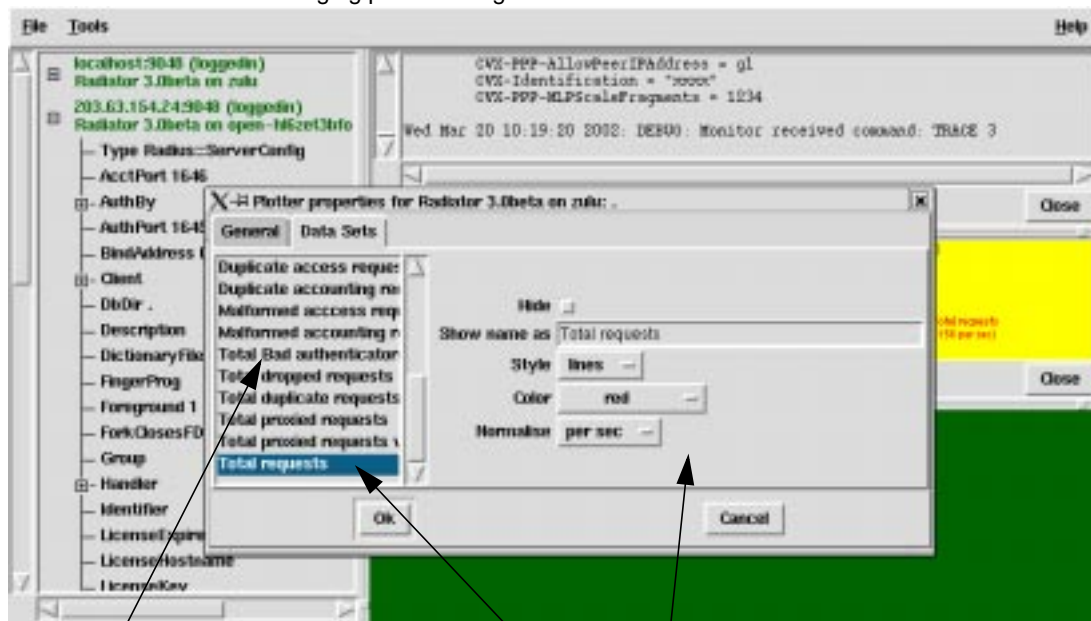 File Tools Help
localhost:9048 (loggedin)
Radiator 3.0beta on zulu
203.63.154.24:9048 (loggedin)
Radiator 3.0beta on
Type Radius::ServerConfig
AcctPort 1646
AuthBy
AuthPort 1645
BindAddress
Client
DbDir .
Description
DictionaryFile
FingerProg
Foreground 1
ForkClosesFD
Group
Handler
Identifier
LicenseExpire
LicenseHostname
LicenseKey
CVX-PPP-AllowPeerIPAddress = gl
CVX-Identification =
CVX-PPP-MLPScaleFragments = 1234
Wed Mar 20 10:19:20 2002: DEBUG: Monitor received command: TRACE 3
Close
Close
Plotter properties for Radiator 3.0beta on zulu: .
General Data Sets
Duplicate access reques
Duplicate accounting re
Malformed acccess requ
Malformed accounting r
Total Bad authenticator
Total dropped requests
Total duplicate requests
Total proxied requests
Total proxied requests
Total requests
Hide
Show name as Total requests
Style lines
Color red
Normalise per sec
Ok Cancel